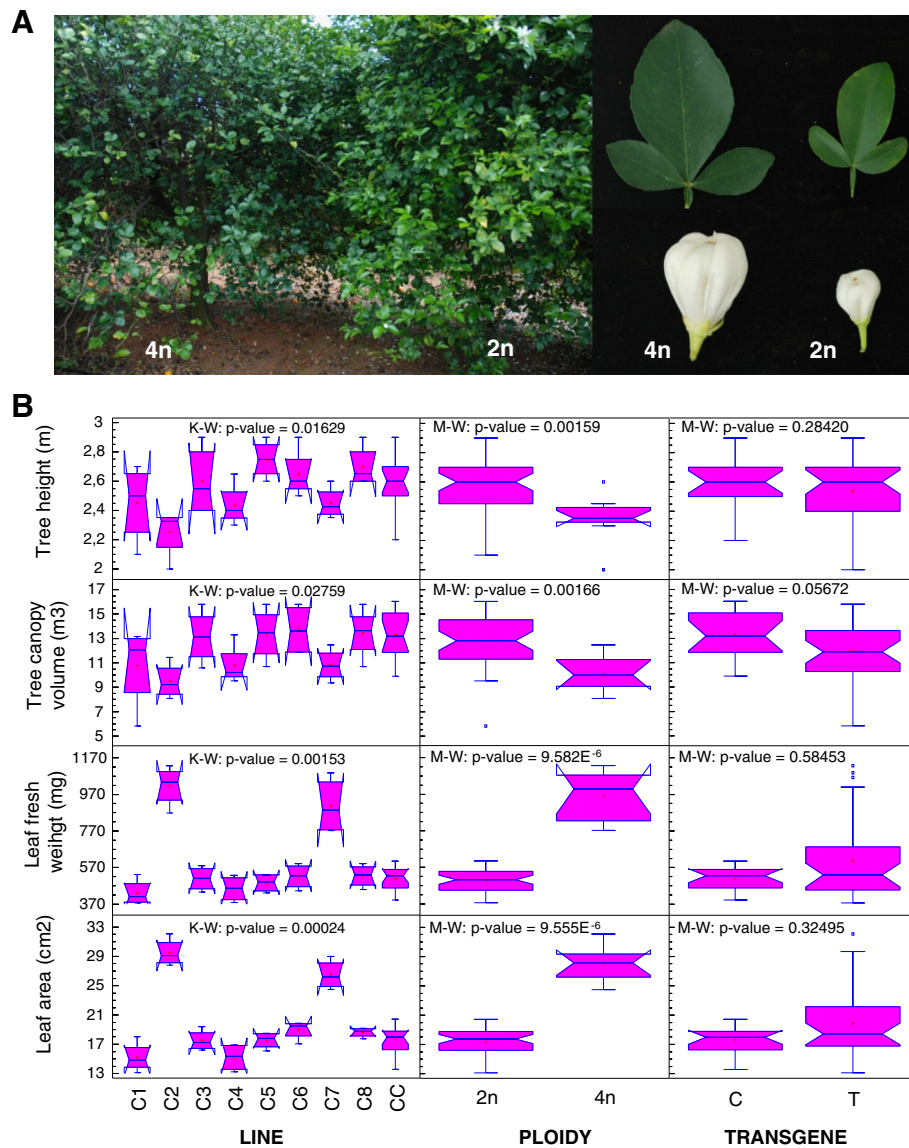 A
4n 2n 4n 2n
B
Tree height (m)
3
2,8
2,6
2,4
2,2
2
K-W: p-value = 0.01629
M-W: p-value = 0.00159
M-W: p-value = 0.28420
Tree canopy
volume (m3)
17
15
13
11
9
7
5
K-W: p-value = 0.02759
M-W: p-value = 0.00166
M-W: p-value = 0.05672
Leaf fresh
weihgt (mg)
1170
970
770
570
370
K-W: p-value = 0.00153
M-W: p-value = 9.582E-6
M-W: p-value = 0.58453
Leaf area (cm2)
33
29
25
21
17
13
K-W: p-value = 0.00024
M-W: p-value = 9.555E-6
M-W: p-value = 0.32495
C1 C2 C3 C4 C5 C6 C7 C8 CC 2n 4n C T
LINE PLOIDY TRANSGENE